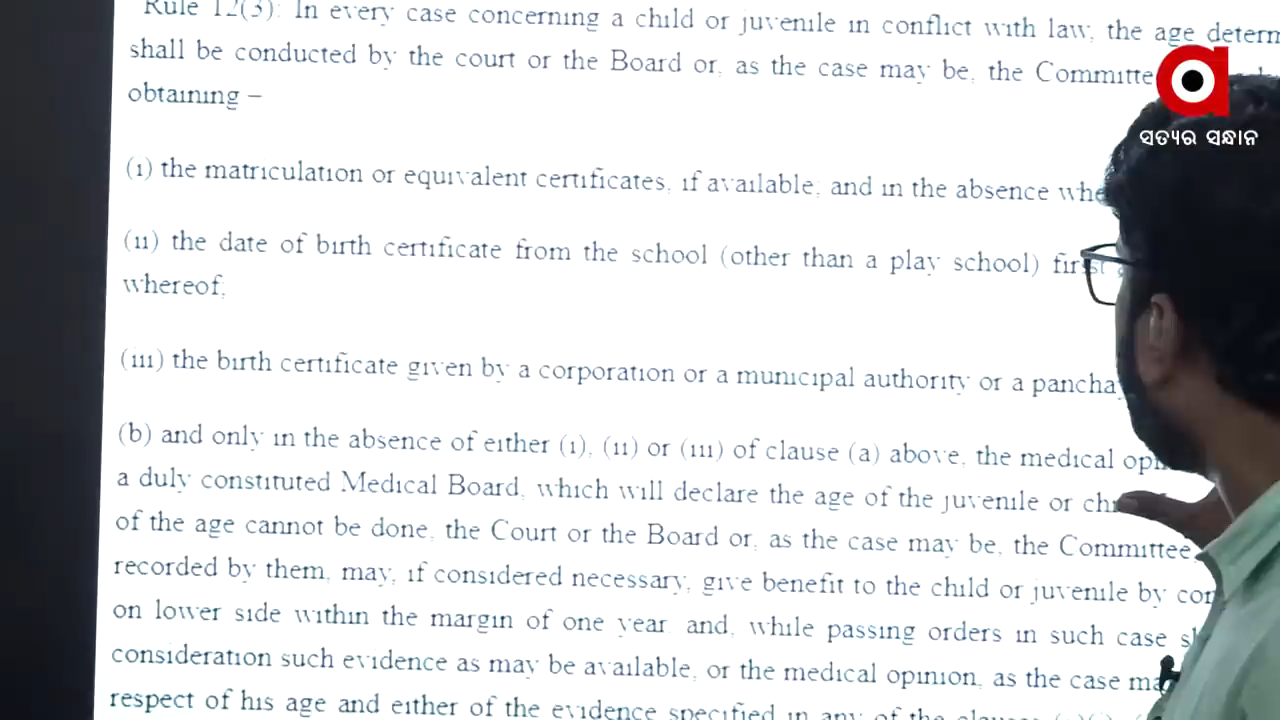 Rule 12(3): In every case concerning a child or juvenile in conflict with law, the age
shall be conducted by the court or the Board or, as the case may be, the
obtaining –
(i) the matriculation or equivalent certificates, if available; and in the absence
(ii) the date of birth certificate from the school (other than a play school)
whereof;
(iii) the birth certificate given by a corporation or a municipal authority or a
(b) and only in the absence of either (i), (ii) or (iii) of clause (a) above, the medical
a duly constituted Medical Board, which will declare the age of the juvenile or
of the age cannot be done, the Court or the Board or, as the case may be, the Committee,
recorded by them, may, if considered necessary, give benefit to the child or juvenile by
on lower side within the margin of one year and, while passing orders in such case
consideration such evidence as may be available, or the medical opinion, as the case
respect of his age and either of the evidence specified in any of the
ସତ୍ୟର ସନ୍ଧାନ